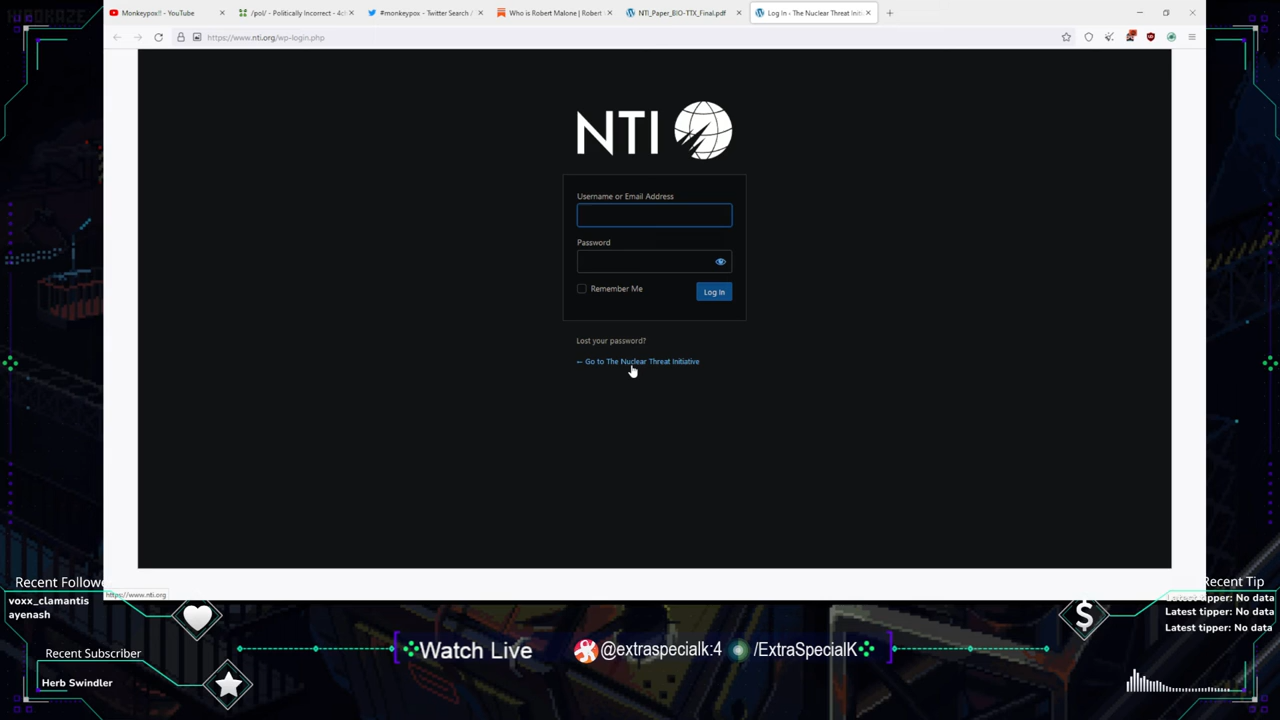 Monkeypox!! - YouTube
/pol/ - Politically Incorrect - 4ch
#monkeypox - Twitter Search /
Who is Robert Malone | Robert
NTI_Paper_BIO-TTX_Final.pdf
Log In ‹ The Nuclear Threat Initi
https://www.nti.org/wp-login.php
NTI
Username or Email Address
Password
Remember Me
Log In
Lost your password?
← Go to The Nuclear Threat Initiative
https://www.nti.org
Recent Followe
voxx_clamantis
ayenash
Recent Subscriber
Herb Swindler
Watch Live
@extraspecialk:4
/ExtraSpecialK
Recent Tip
Latest tipper: No data
Latest tipper: No data
Latest tipper: No data
$